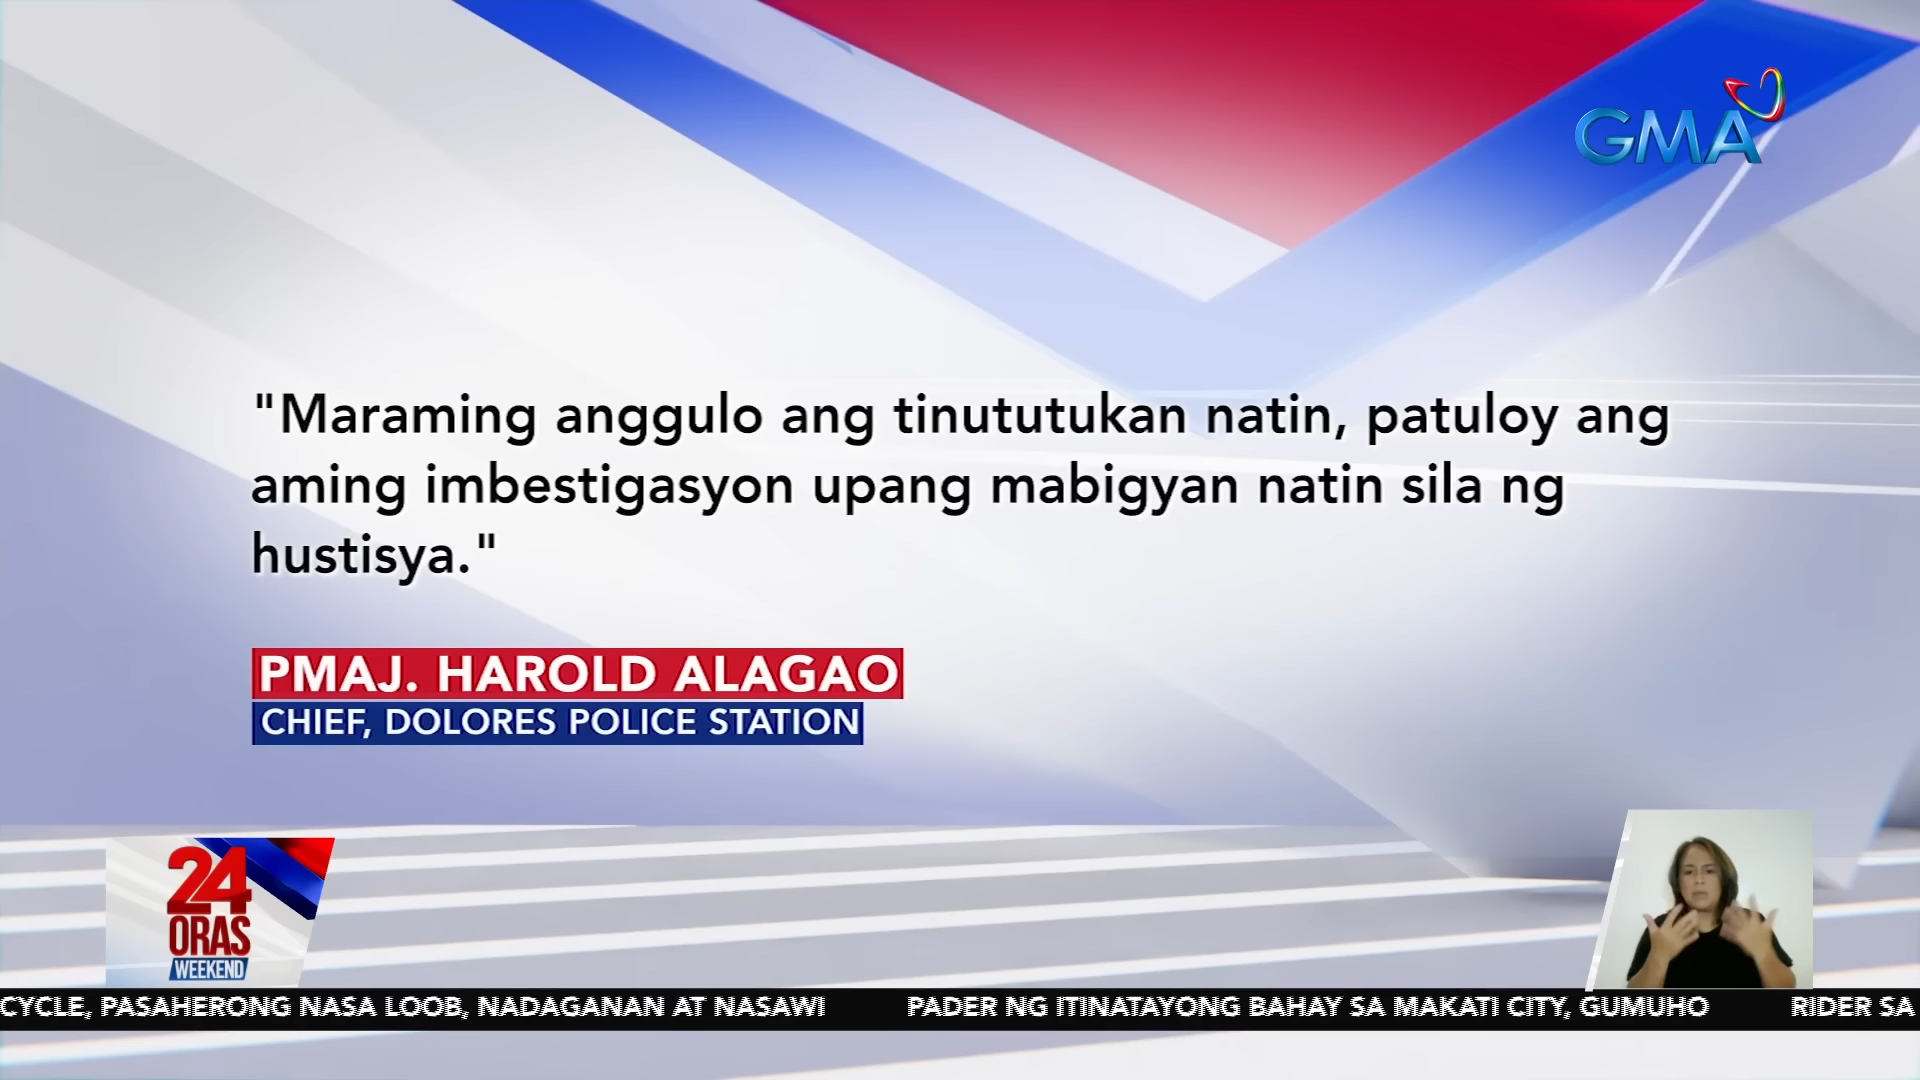 GMA
"Maraming anggulo ang tinututukan natin, patuloy ang
aming imbestigasyon upang mabigyan natin sila ng
hustisya."
PMAJ. HAROLD ALAGAO
CHIEF, DOLORES POLICE STATION
24
ORAS
WEEKEND
CYCLE, PASAHERONG NASA LOOB, NADAGANAN AT NASAWI PADER NG ITINATAYONG BAHAY SA MAKATI CITY, GUMUHO RIDER SA